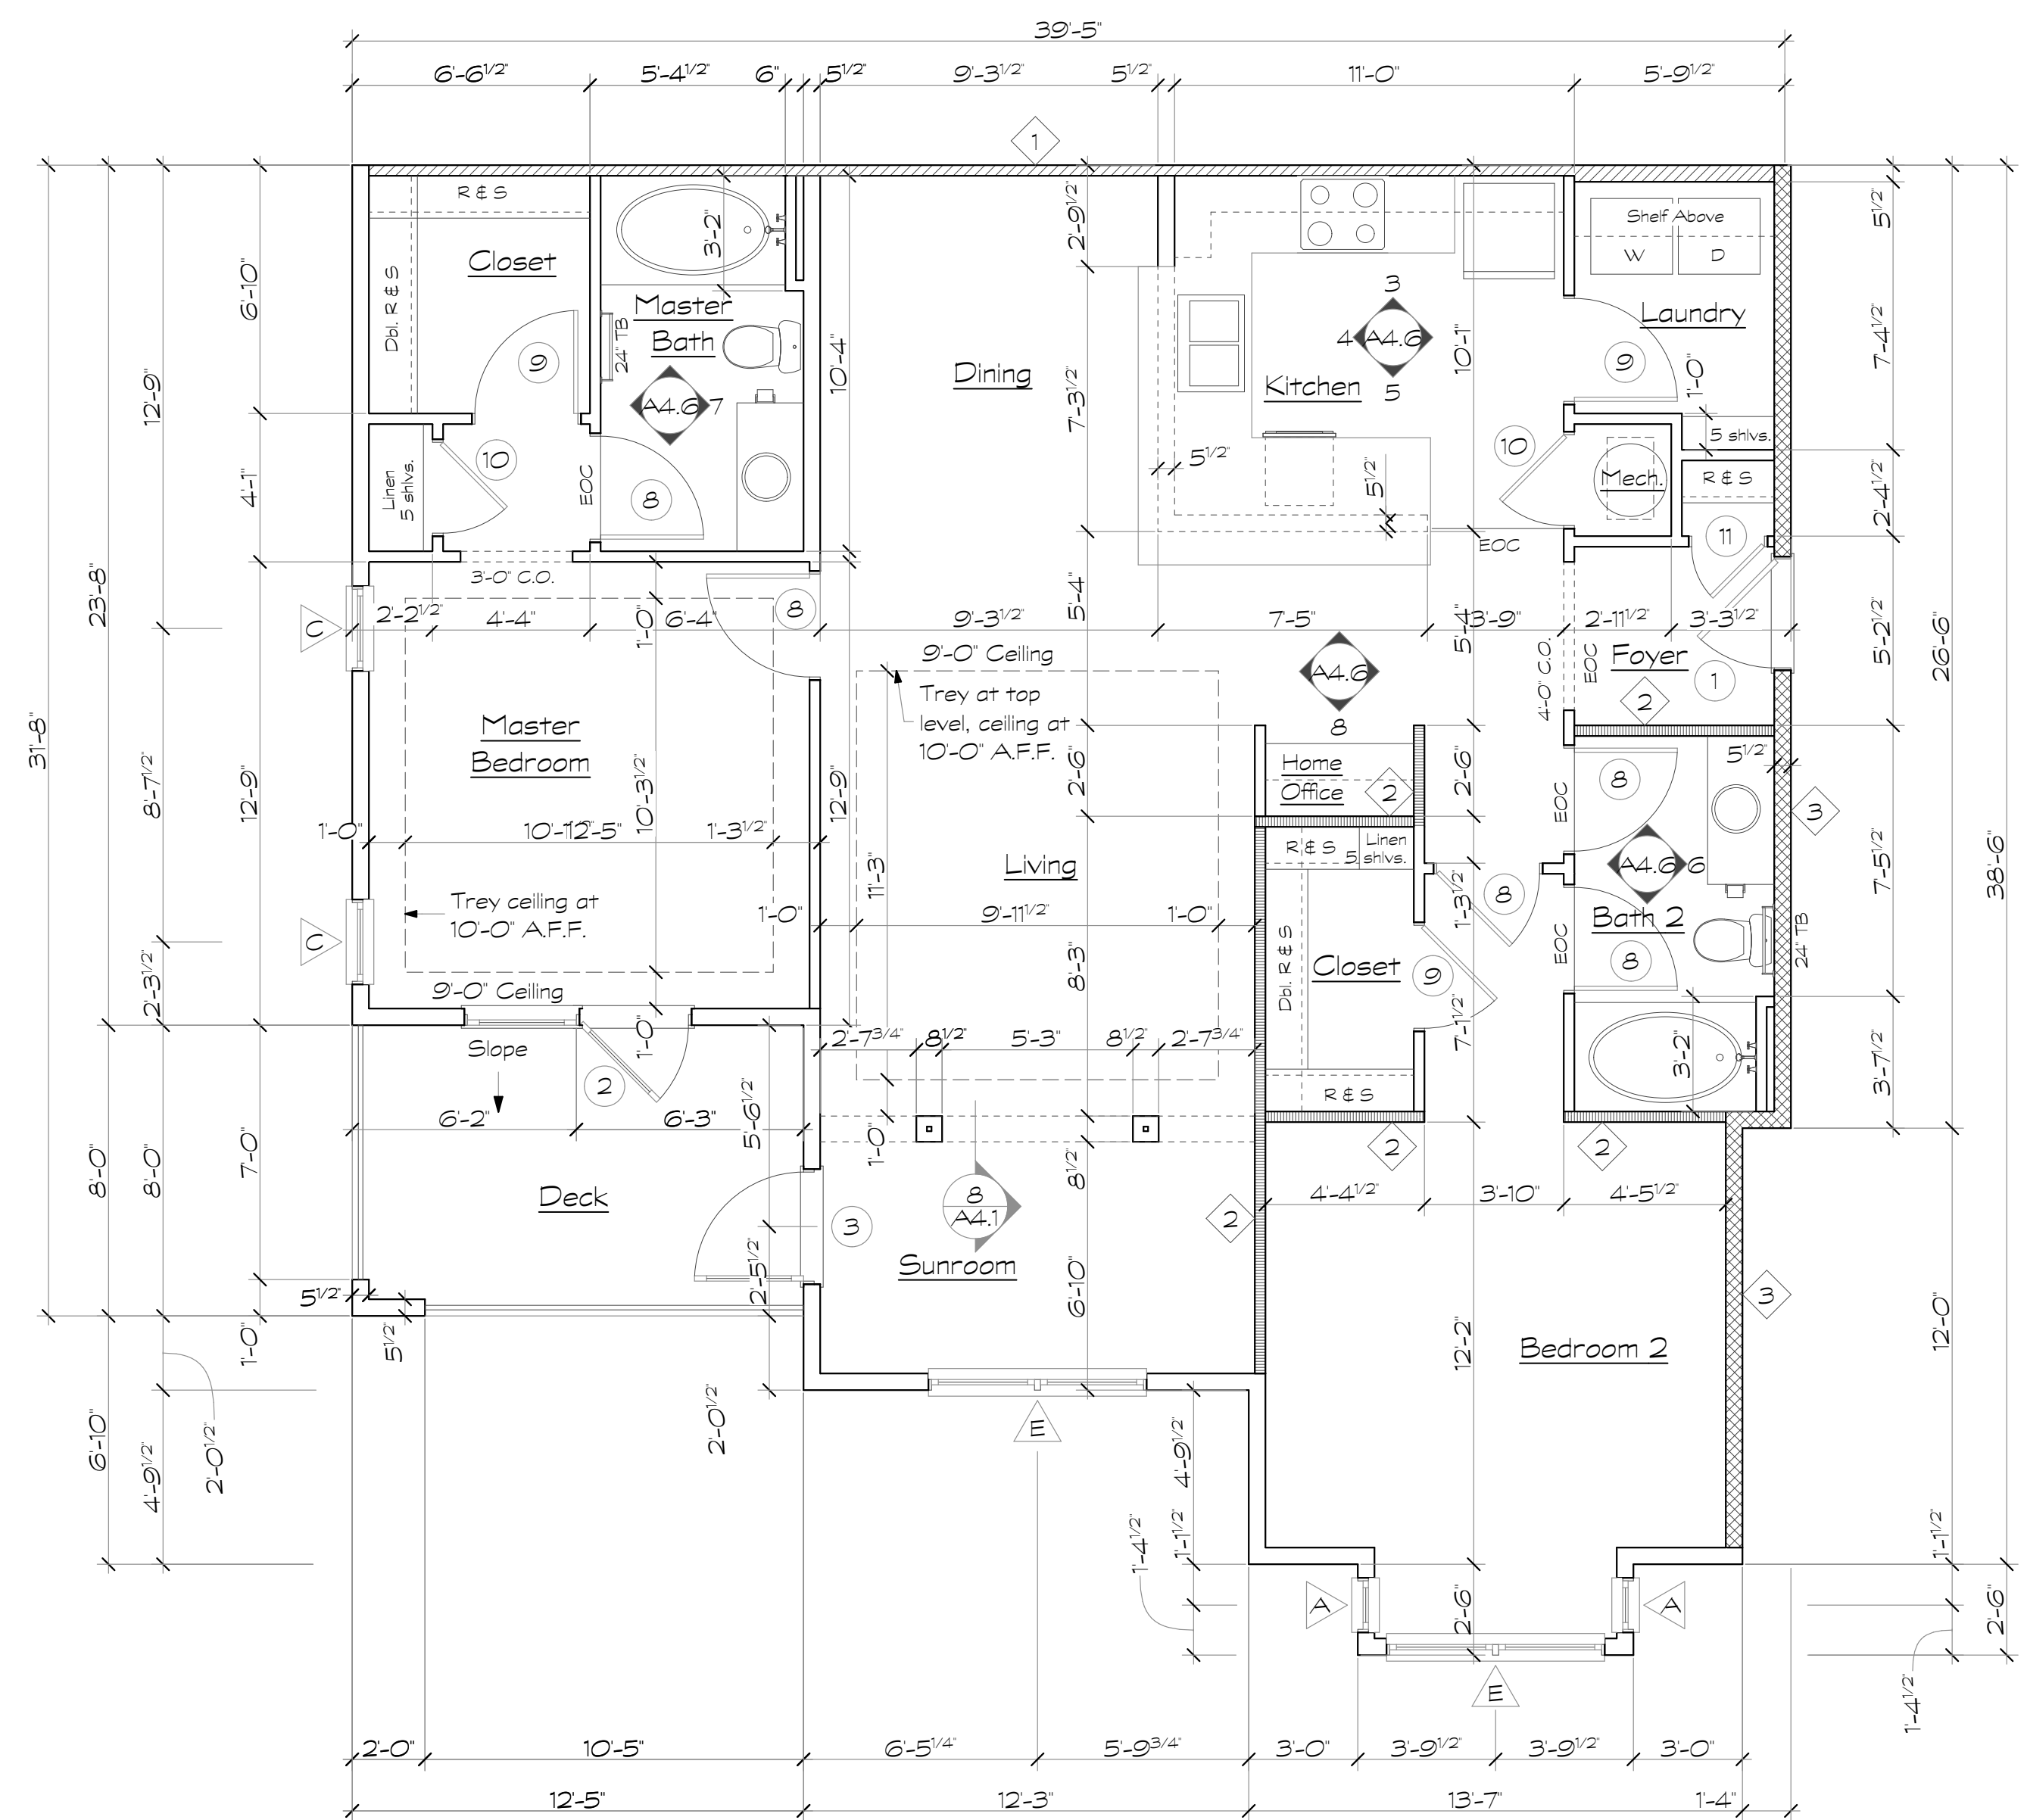 39'-5"
6'-6 1/2"
5'-4 1/2"
6"
5 1/2"
9'-3 1/2"
5 1/2"
11'-0"
5'-9 1/2"
1
R & S
Closet
Dbl. R & S
9
3'-2"
Master
Bath
24" TB
A4.6
7
Linen
5 shlvs.
10
EOC
8
3'-0" C.O.
Dining
10'-4"
2'-9 1/2"
7'-3 1/2"
5 1/2"
5 1/2"
3
4
A4.6
5
Kitchen
10'-1"
EOC
Shelf Above
W
D
Laundry
9
1'-0"
5 shlvs.
10
Mech.
R & S
11
5 1/2"
7'-4 1/2"
2'-4 1/2"
5'-2 1/2"
26'-6"
38'-6"
6'-10"
4'-1"
12'-9"
12'-9"
23'-8"
31'-8"
8'-7 1/2"
2'-3 1/2"
C
C
2'-2 1/2"
4'-4"
6'-4"
8
9'-3 1/2"
7'-5"
3'-9"
2'-11 1/2"
3'-3 1/2"
1'-0"
5'-4"
5'-4"
4'-0" C.O.
EOC
Foyer
1
2
9'-0" Ceiling
Trey at top
level, ceiling at
10'-0" A.F.F.
A4.6
8
Master
Bedroom
10'-3 1/2"
12'-9"
1'-0"
10'-1
12'-5"
1'-3 1/2"
Trey ceiling at
10'-0" A.F.F.
9'-0" Ceiling
1'-0"
2'-6"
Home
Office
2
2'-6"
EOC
8
5 1/2"
3
A4.6
6
Bath 2
EOC
8
24" TB
7'-5 1/2"
3'-7 1/2"
3'-2"
Living
11'-3"
1'-0"
9'-11 1/2"
1'-0"
8'-3"
R & S
Linen
5 shlvs.
Dbl. R & S
Closet
R & S
9
8
1'-3 1/2"
7'-1 1/2"
2'-7 3/4"
8 1/2"
5'-3"
8 1/2"
2'-7 3/4"
Slope
2
6'-2"
6'-3"
5'-6 1/2"
1'-0"
8 1/2"
Deck
3
2'-5 1/2"
8
A4.1
Sunroom
6'-10"
2
2
2
4'-4 1/2"
3'-10"
4'-5 1/2"
3
Bedroom 2
12'-2"
12'-0"
8'-0"
8'-0"
7'-0"
1'-0"
5 1/2"
5 1/2"
6'-10"
4'-9 1/2"
2'-0 1/2"
2'-0 1/2"
E
4'-9 1/2"
1'-1 1/2"
1'-4 1/2"
A
A
2'-6"
E
1'-1 1/2"
2'-6"
1'-4 1/2"
2'-0"
10'-5"
6'-5 1/4"
5'-9 3/4"
3'-0"
3'-9 1/2"
3'-9 1/2"
3'-0"
12'-5"
12'-3"
13'-7"
1'-4"